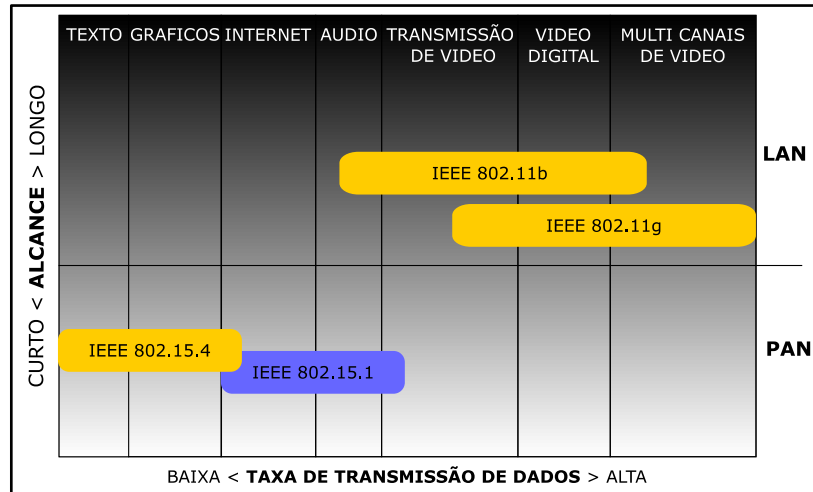 TEXTO GRAFICOS INTERNET AUDIO TRANSMISSÃO VIDEO MULTI CANAIS
DE VIDEO DIGITAL DE VIDEO
CURTO < ALCANCE > LONGO
LAN
IEEE 802.11b
IEEE 802.11g
PAN
IEEE 802.15.4
IEEE 802.15.1
BAIXA < TAXA DE TRANSMISSÃO DE DADOS > ALTA